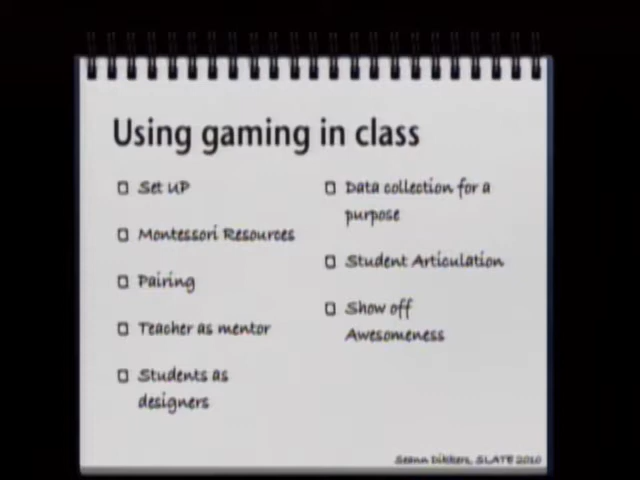 Using gaming in class
Set UP
Montessori Resources
Pairing
Teacher as mentor
Students as
designers
Data collection for a
purpose
Student Articulation
Show off
Awesomeness
Seann Dikkers, SLATE 2010